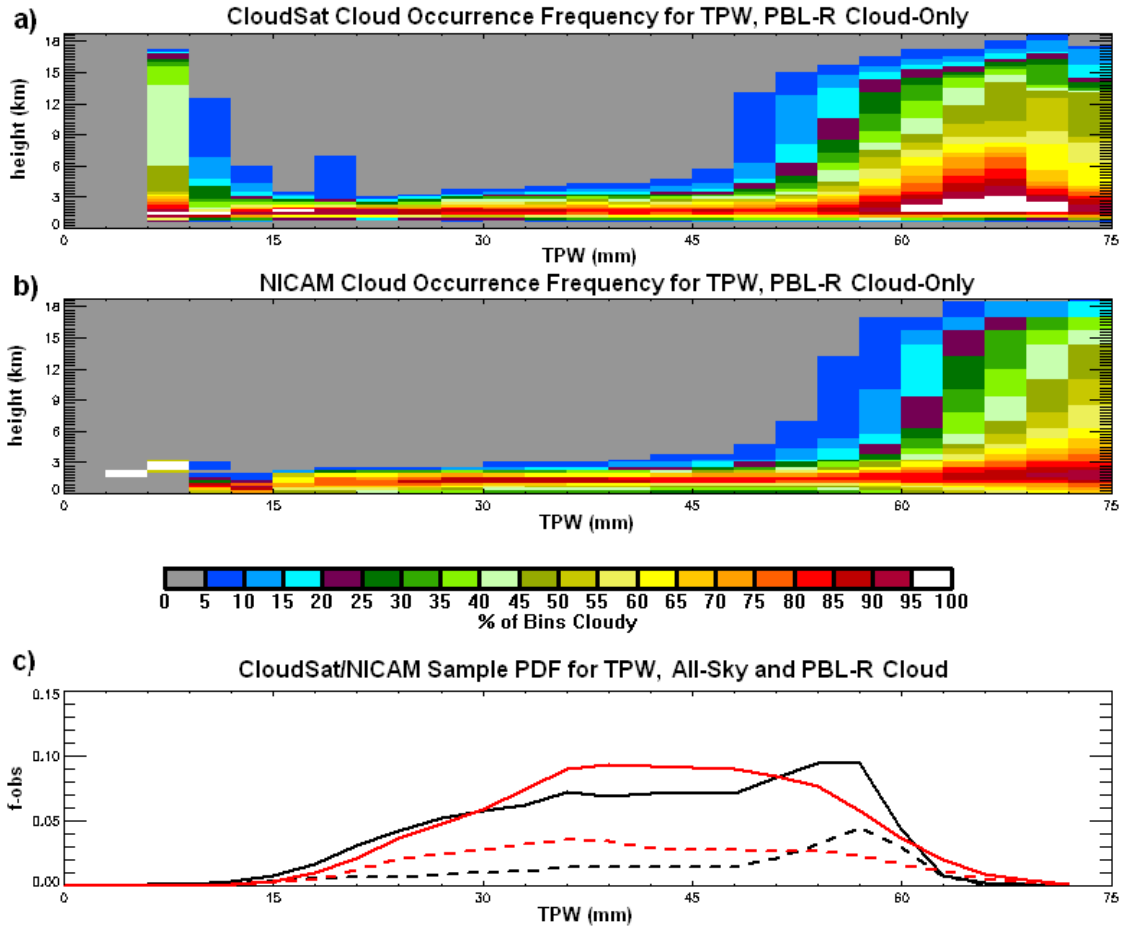 a)
CloudSat Cloud Occurrence Frequency for TPW, PBL-R Cloud-Only
height (km)
18
15
12
9
6
3
0
0 15 30 45 60 75
TPW (mm)
b)
NICAM Cloud Occurrence Frequency for TPW, PBL-R Cloud-Only
height (km)
18
15
12
9
6
3
0
0 15 30 45 60 75
TPW (mm)
0 5 10 15 20 25 30 35 40 45 50 55 60 65 70 75 80 85 90 95 100
% of Bins Cloudy
c)
CloudSat/NICAM Sample PDF for TPW, All-Sky and PBL-R Cloud
f-obs
0.15
0.10
0.05
0.00
0 15 30 45 60 75
TPW (mm)